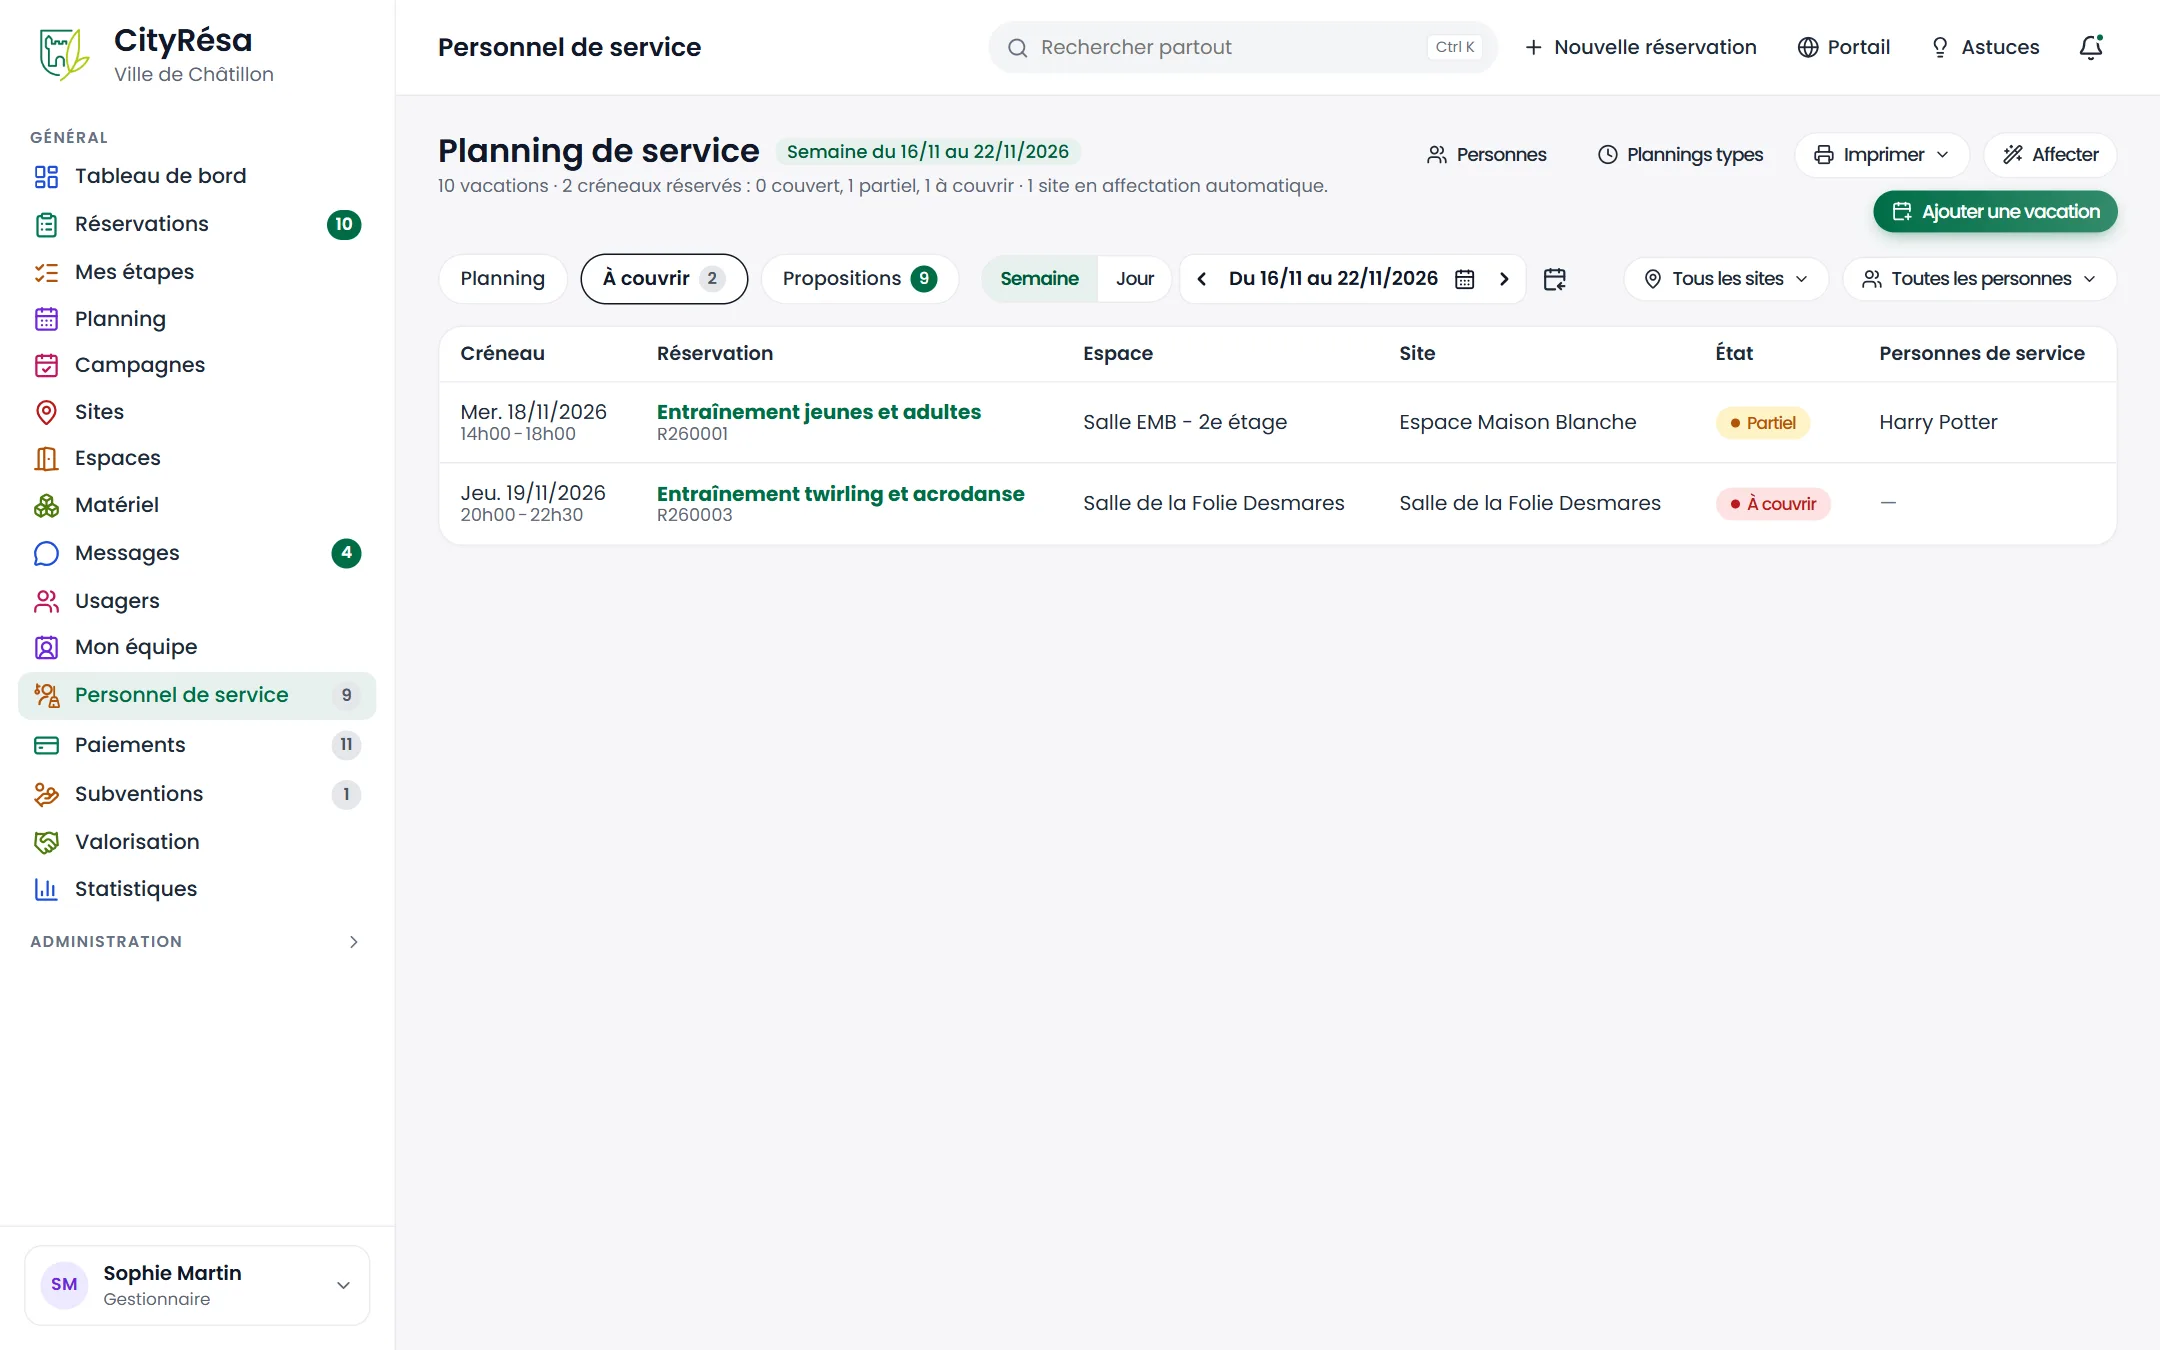 CityRésa
Ville de Châtillon
GÉNÉRAL
Tableau de bord
Réservations 10
Mes étapes
Planning
Campagnes
Sites
Espaces
Matériel
Messages 4
Usagers
Mon équipe
Personnel de service 9
Paiements 11
Subventions 1
Valorisation
Statistiques
ADMINISTRATION
SM
Sophie Martin
Gestionnaire
Personnel de service
Rechercher partout Ctrl K
Nouvelle réservation
Portail
Astuces
Planning de service Semaine du 16/11 au 22/11/2026
10 vacations · 2 créneaux réservés : 0 couvert, 1 partiel, 1 à couvrir · 1 site en affectation automatique.
Personnes
Plannings types
Imprimer
Affecter
Ajouter une vacation
Planning
À couvrir 2
Propositions 9
Semaine
Jour
Du 16/11 au 22/11/2026
Tous les sites
Toutes les personnes
Créneau Réservation Espace Site État Personnes de service
Mer. 18/11/2026 Entraînement jeunes et adultes Salle EMB - 2e étage Espace Maison Blanche Partiel Harry Potter
14h00 - 18h00 R260001
Jeu. 19/11/2026 Entraînement twirling et acrodanse Salle de la Folie Desmares Salle de la Folie Desmares À couvrir —
20h00 - 22h30 R260003